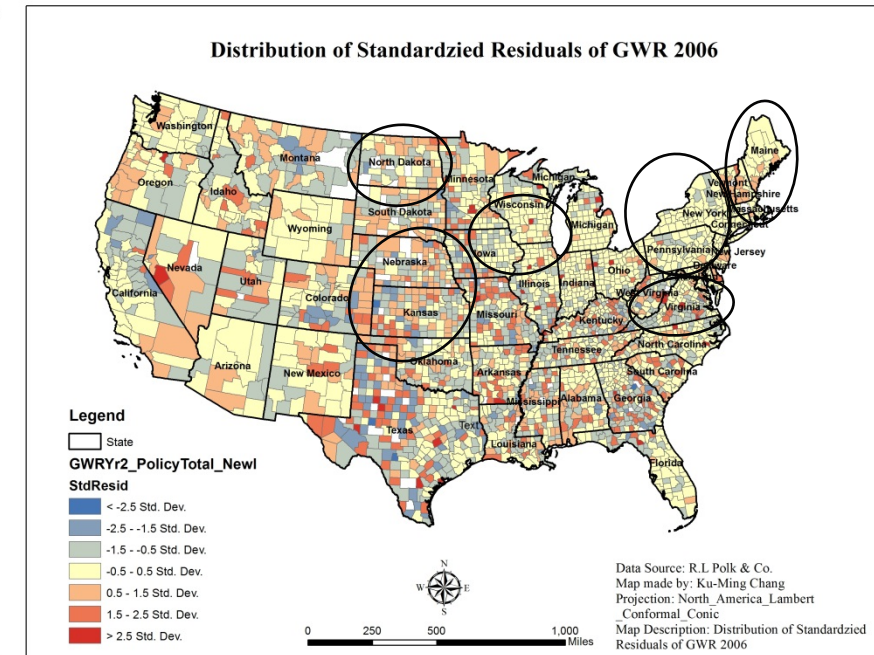 Distribution of Standardzied Residuals of GWR 2006
Washington
Montana
North Dakota
Minnesota
Michigan
Maine
Oregon
Idaho
South Dakota
Wisconsin
Michigan
Vermont
New Hampshire
New York
Massachusetts
Connecticut
Wyoming
Nebraska
Iowa
Pennsylvania
New Jersey
Nevada
Utah
Colorado
Kansas
Missouri
Illinois
Indiana
Ohio
Delaware
West Virginia
Virginia
California
Kentucky
Arizona
New Mexico
Oklahoma
Arkansas
Tennessee
North Carolina
South Carolina
Texas
Text
Mississippi
Alabama
Georgia
Louisiana
Florida
Legend
State
GWRYr2_PolicyTotal_NewI
StdResid
< -2.5 Std. Dev.
-2.5 - -1.5 Std. Dev.
-1.5 - -0.5 Std. Dev.
-0.5 - 0.5 Std. Dev.
0.5 - 1.5 Std. Dev.
1.5 - 2.5 Std. Dev.
> 2.5 Std. Dev.
N
W E
S
0 250 500 1,000
Miles
Data Source: R.L Polk & Co.
Map made by: Ku-Ming Chang
Projection: North_America_Lambert
_Conformal_Conic
Map Description: Distribution of Standardzied
Residuals of GWR 2006